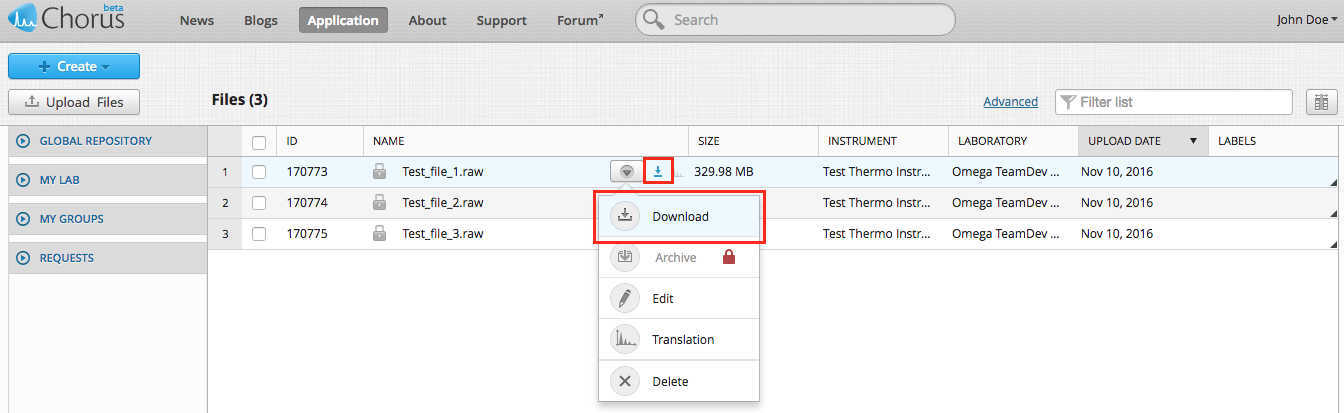 beta
Chorus News Blogs Application About Support Forum↗ Search John Doe
Create
Upload Files Files (3) Advanced Filter list
GLOBAL REPOSITORY ID NAME SIZE INSTRUMENT LABORATORY UPLOAD DATE LABELS
1 170773 Test_file_1.raw 329.98 MB Test Thermo Instr... Omega TeamDev ... Nov 10, 2016
MY LAB
2 170774 Test_file_2.raw Test Thermo Instr... Omega TeamDev ... Nov 10, 2016
MY GROUPS Download
3 170775 Test_file_3.raw Test Thermo Instr... Omega TeamDev ... Nov 10, 2016
REQUESTS Archive
Edit
Translation
Delete